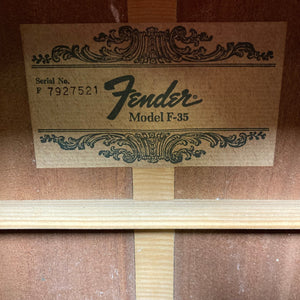 Serial No.
F 7927521
Fender
Model F-35